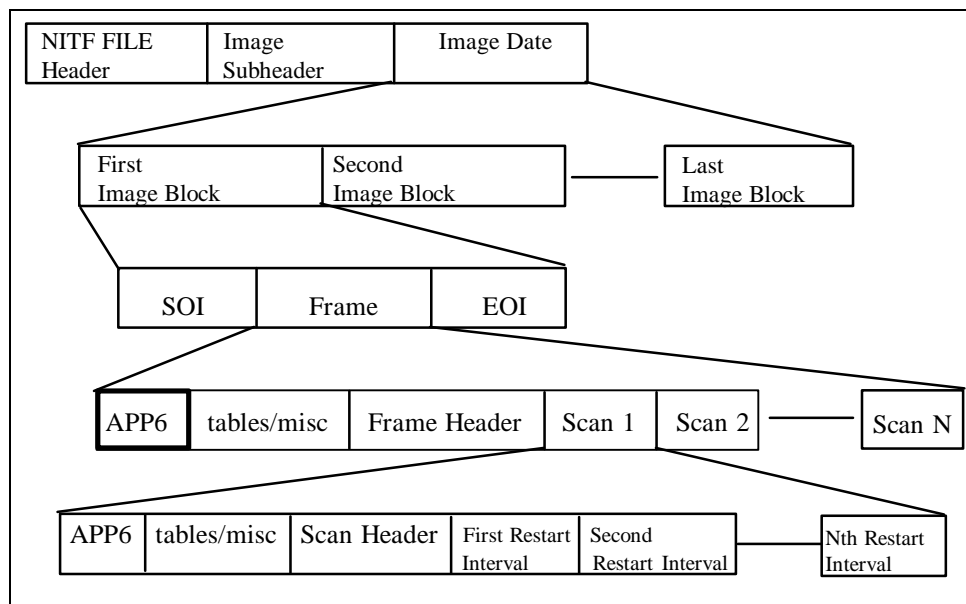 NITF FILE
Header
Image
Subheader
Image Date
First
Image Block
Second
Image Block
Last
Image Block
SOI
Frame
EOI
APP6
tables/misc
Frame Header
Scan 1
Scan 2
Scan N
APP6
tables/misc
Scan Header
First Restart
Interval
Second
Restart Interval
Nth Restart
Interval